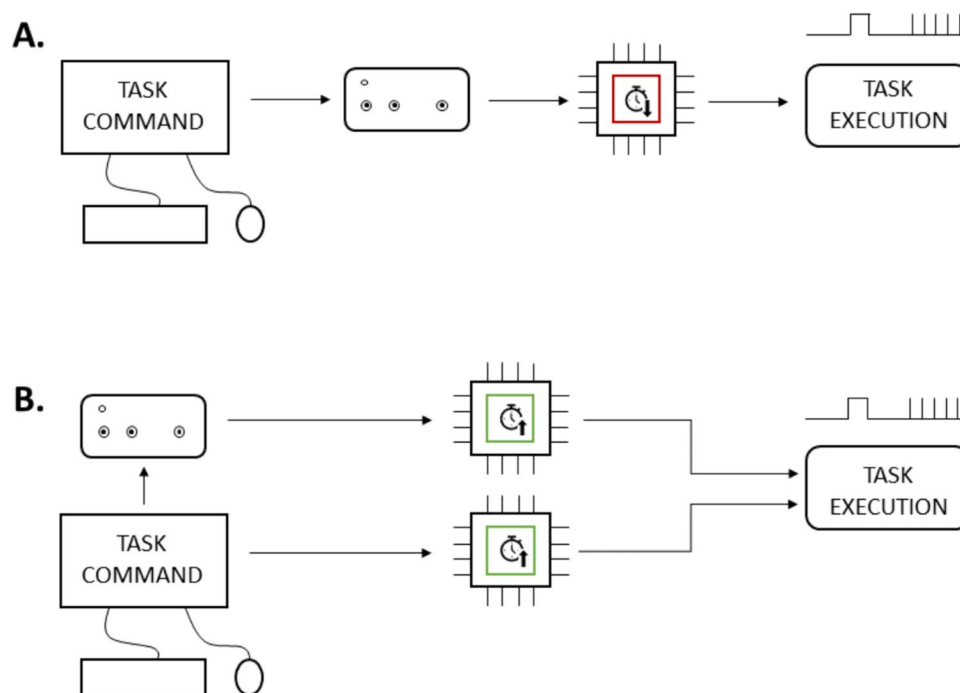 A.
TASK
COMMAND
TASK
EXECUTION
B.
TASK
COMMAND
TASK
EXECUTION